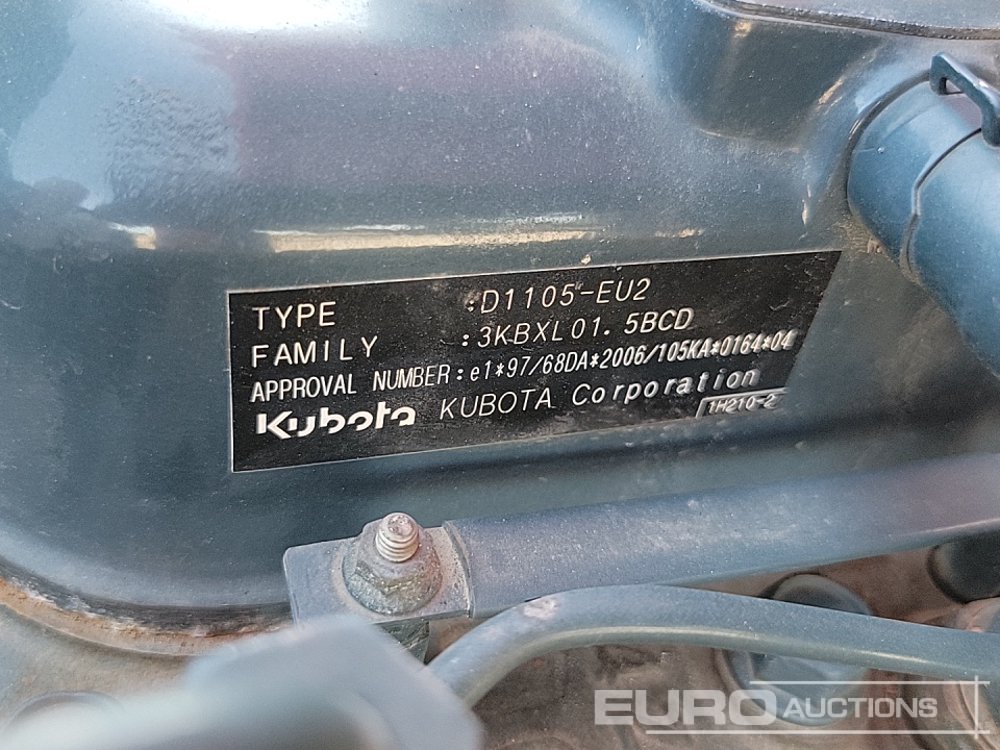 TYPE :D1105-EU2
FAMILY :3KBXL01.5BCD
APPROVAL NUMBER:e1*97/68DA*2006/105KA*0164*04
Kubota KUBOTA Corporation 1H210-2
EURO AUCTIONS